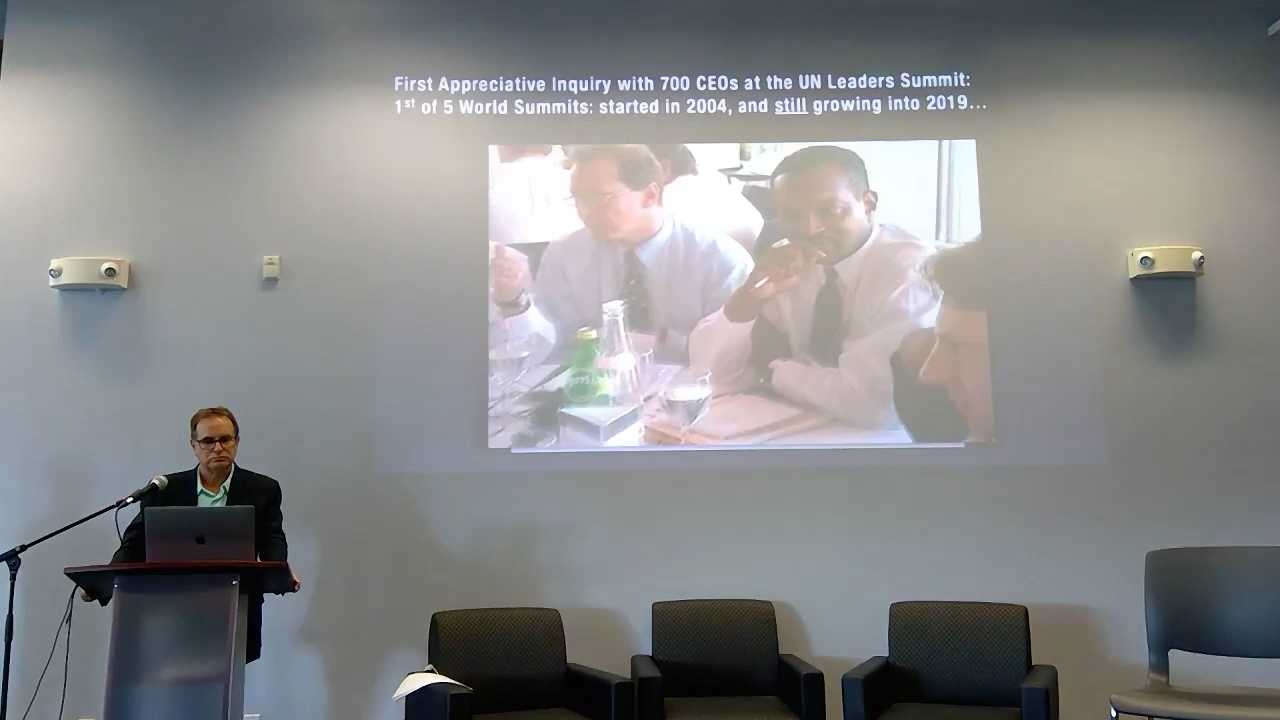 First Appreciative Inquiry with 700 CEOs at the UN Leaders Summit:
1st of 5 World Summits: started in 2004, and still growing into 2019...